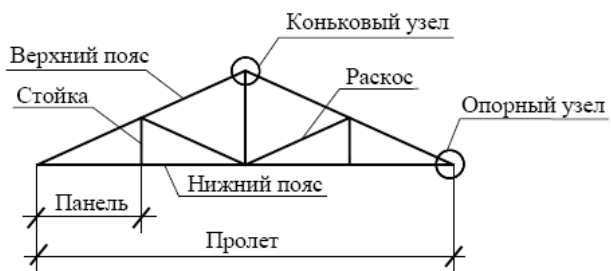 Коньковый узел
Верхний пояс
Раскос
Стойка
Опорный узел
Нижний пояс
Панель
Пролет